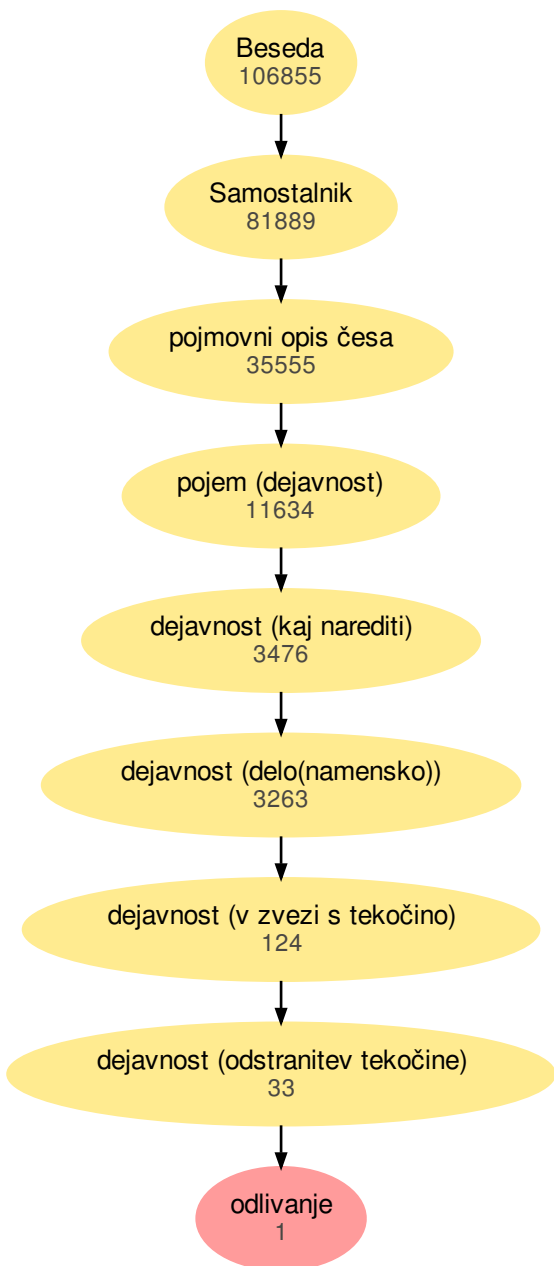 Beseda
106855
Samostalnik
81889
pojmovni opis česa
35555
pojem (dejavnost)
11634
dejavnost (kaj narediti)
3476
dejavnost (delo(namensko))
3263
dejavnost (v zvezi s tekočino)
124
dejavnost (odstranitev tekočine)
33
odlivanje
1